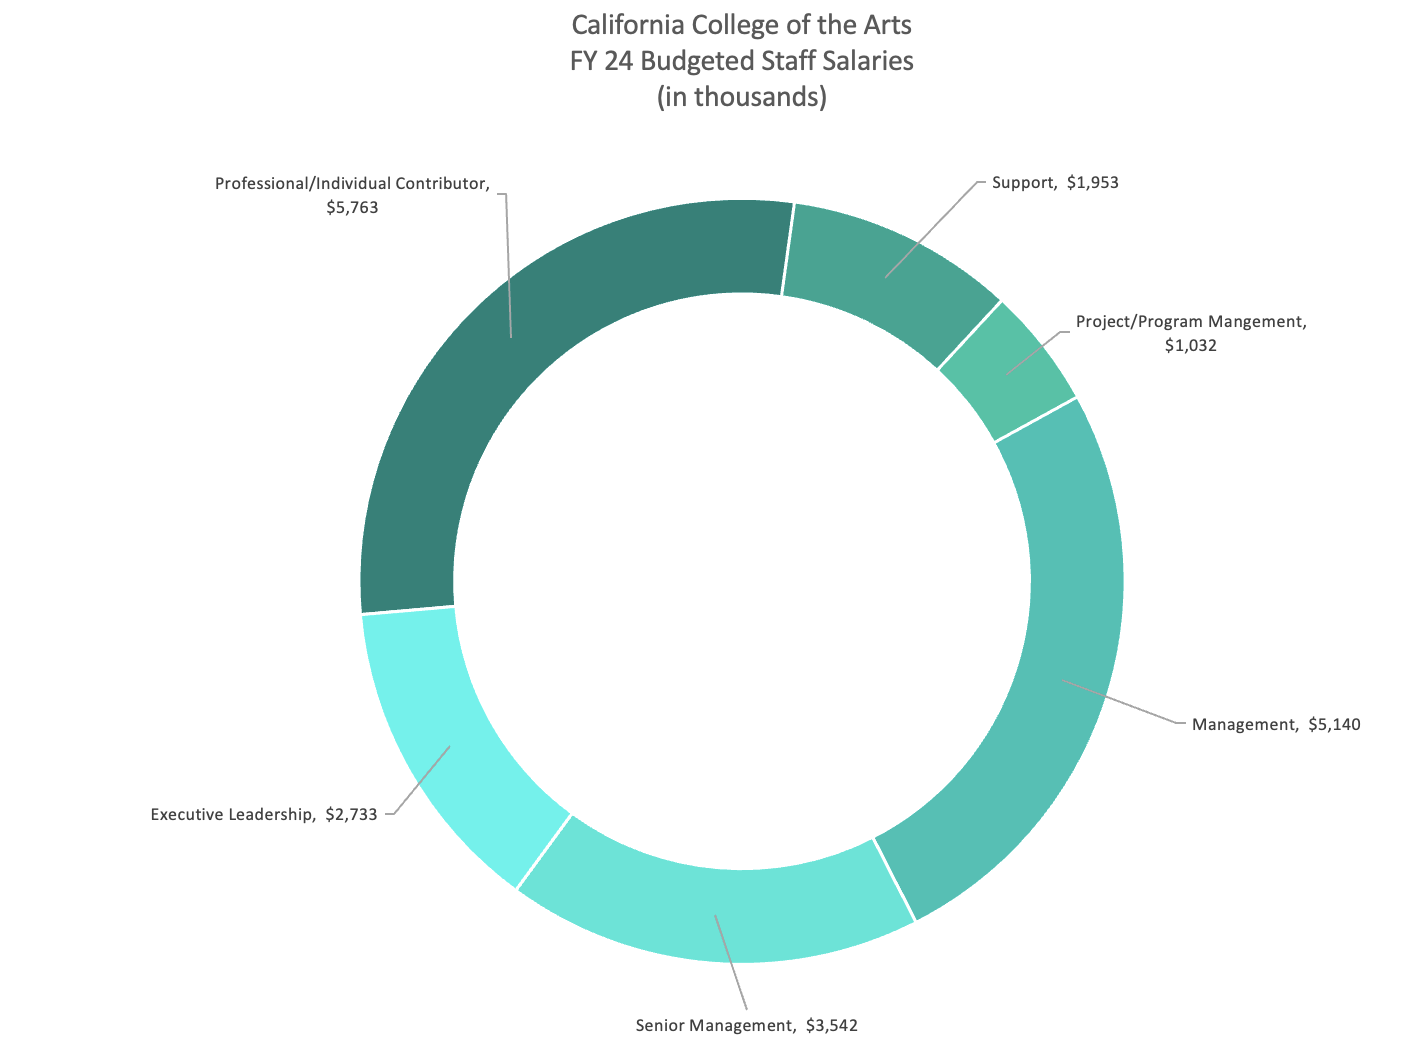 California College of the Arts
FY 24 Budgeted Staff Salaries
(in thousands)
Professional/Individual Contributor,
$5,763
Support,  $1,953
Project/Program Mangement,
$1,032
Management,  $5,140
Executive Leadership,  $2,733
Senior Management,  $3,542